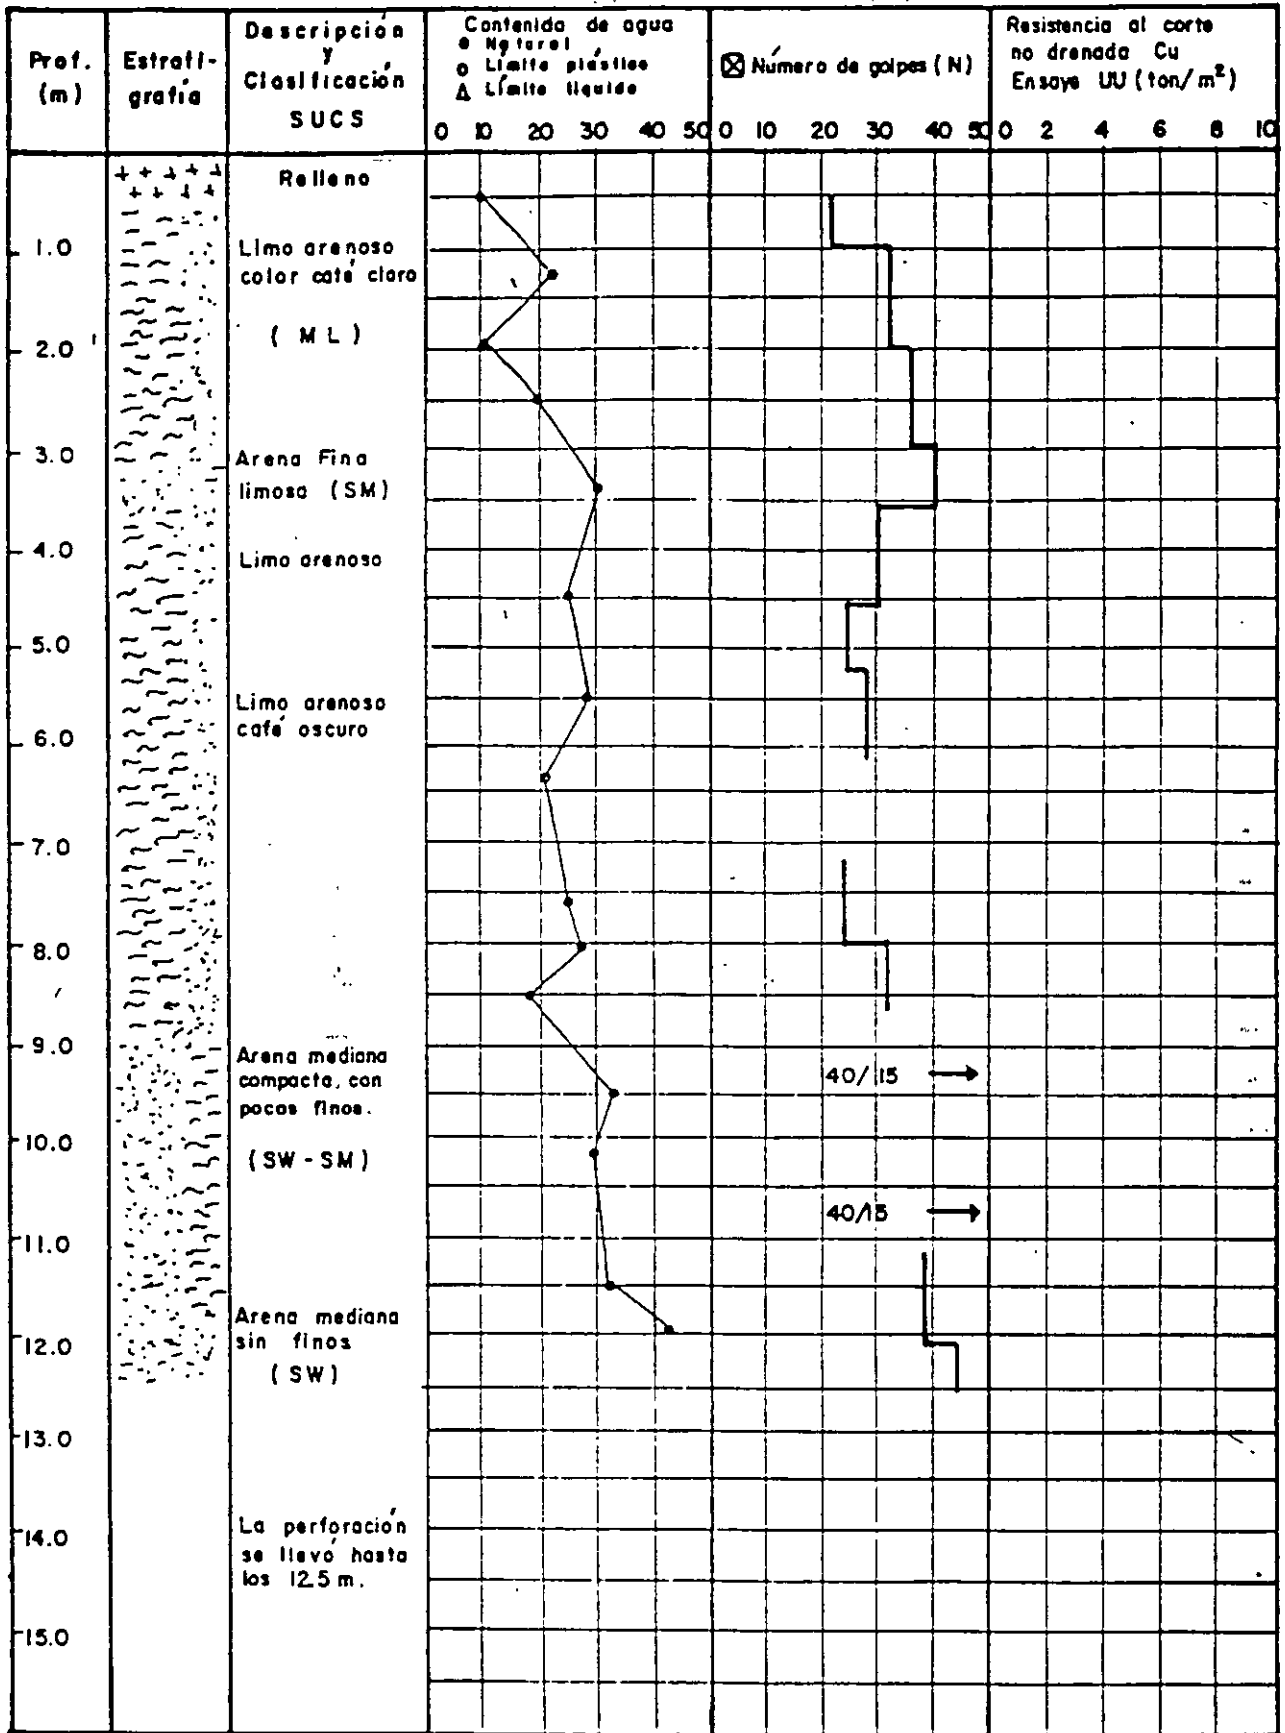 Prof.
(m)
Estrati-
grafía
Descripción
y
Clasificación
SUCS
Contenido de agua
● Natural
○ Límite plástico
Δ Límite líquido
0 10 20 30 40 50
☒ Número de golpes (N)
0 10 20 30 40 50
Resistencia al corte
no drenada Cu
Ensaye UU (ton/m²)
0 2 4 6 8 10
Relleno
1.0
Limo arenoso
color café claro
(ML)
2.0
3.0
Arena Fina
limosa (SM)
4.0
Limo arenoso
5.0
Limo arenoso
café oscuro
6.0
7.0
8.0
9.0
Arena mediana
compacta, con
pocos finos.
40/15
10.0
(SW-SM)
40/15
11.0
Arena mediana
sin finos
12.0
(SW)
13.0
La perforación
14.0
se llevó hasta
los 12.5 m.
15.0